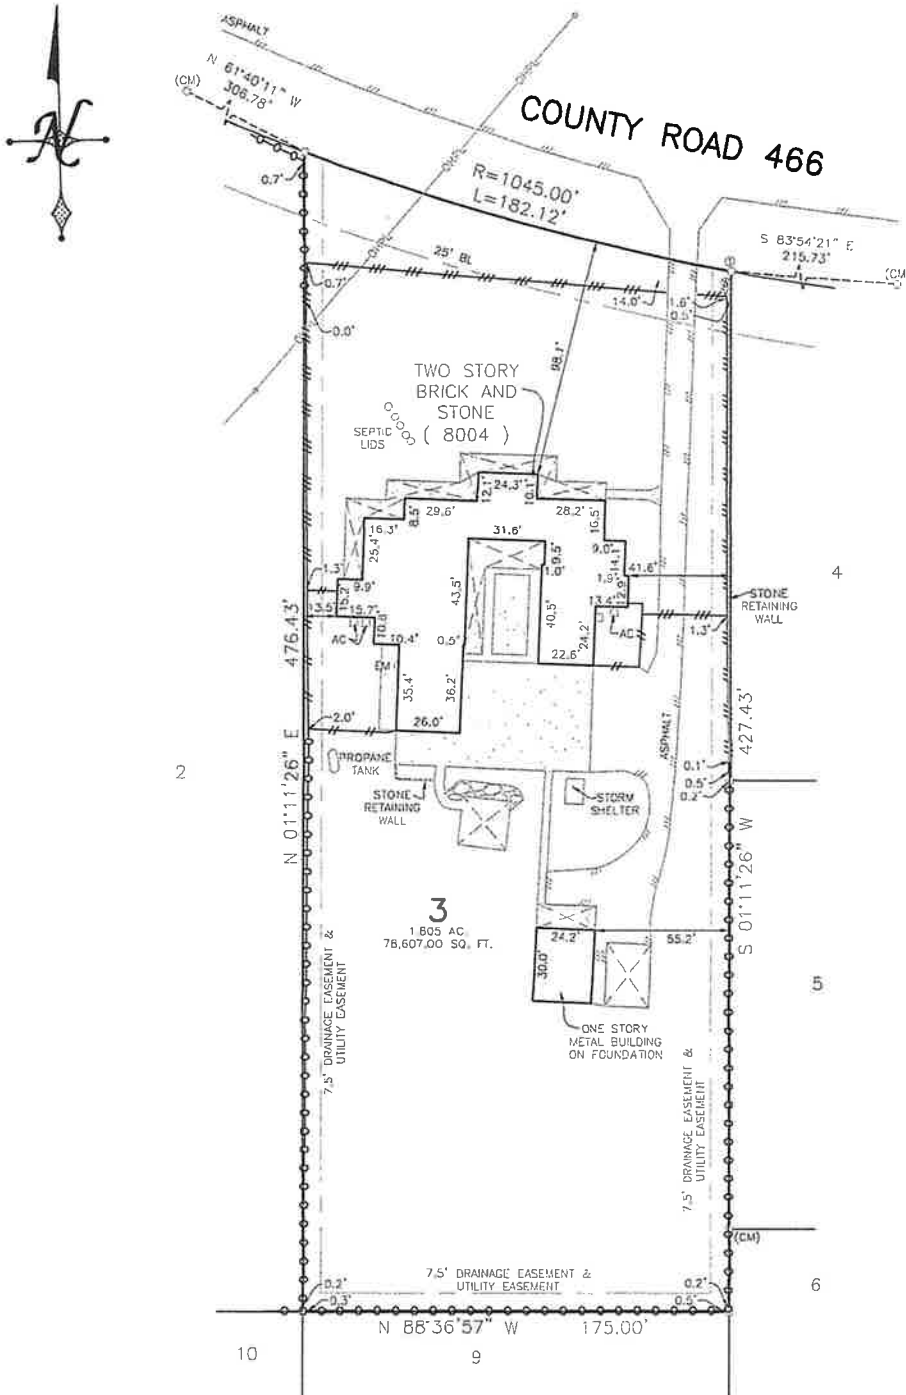 ASPHALT
N
(CM)
N 61°40'11" W
306.78'
COUNTY ROAD 466
R=1045.00'
L=182.12'
0.7'
S 83°54'21" E
215.73'
(CM
25' BL
0.7'
14.0'
1.6'
0.5'
0.0'
98.1'
TWO STORY
BRICK AND
STONE
( 8004 )
SEPTIC
LIDS
24.3'
12.1'
10.1'
29.6'
8.5'
28.2'
16.3'
16.5'
31.6'
25.4'
9.5'
9.0'
14.1'
1.0'
1.3'
9.9'
1.9'
41.6'
4
15.2'
43.5'
12.9'
STONE
RETAINING
WALL
13.5'
15.7'
40.5'
13.4'
10.8'
AC
AC
1.3'
10.4'
0.5'
24.2'
22.6'
EM
476.43'
35.4'
36.2'
2.0'
26.0'
ASPHALT
427.43'
PROPANE
TANK
0.1'
0.5'
0.2'
2
N 01°11'26" E
STONE
RETAINING
WALL
STORM
SHELTER
S 01°11'26" W
3
1.805 AC.
78,607.00 SQ. FT.
24.2'
55.2'
30.0'
5
7.5' DRAINAGE EASEMENT &
UTILITY EASEMENT
ONE STORY
METAL BUILDING
ON FOUNDATION
7.5' DRAINAGE EASEMENT &
UTILITY EASEMENT
(CM)
7.5' DRAINAGE EASEMENT &
UTILITY EASEMENT
6
0.2'
0.3'
0.2'
0.5'
N 88°36'57" W 175.00'
10
9